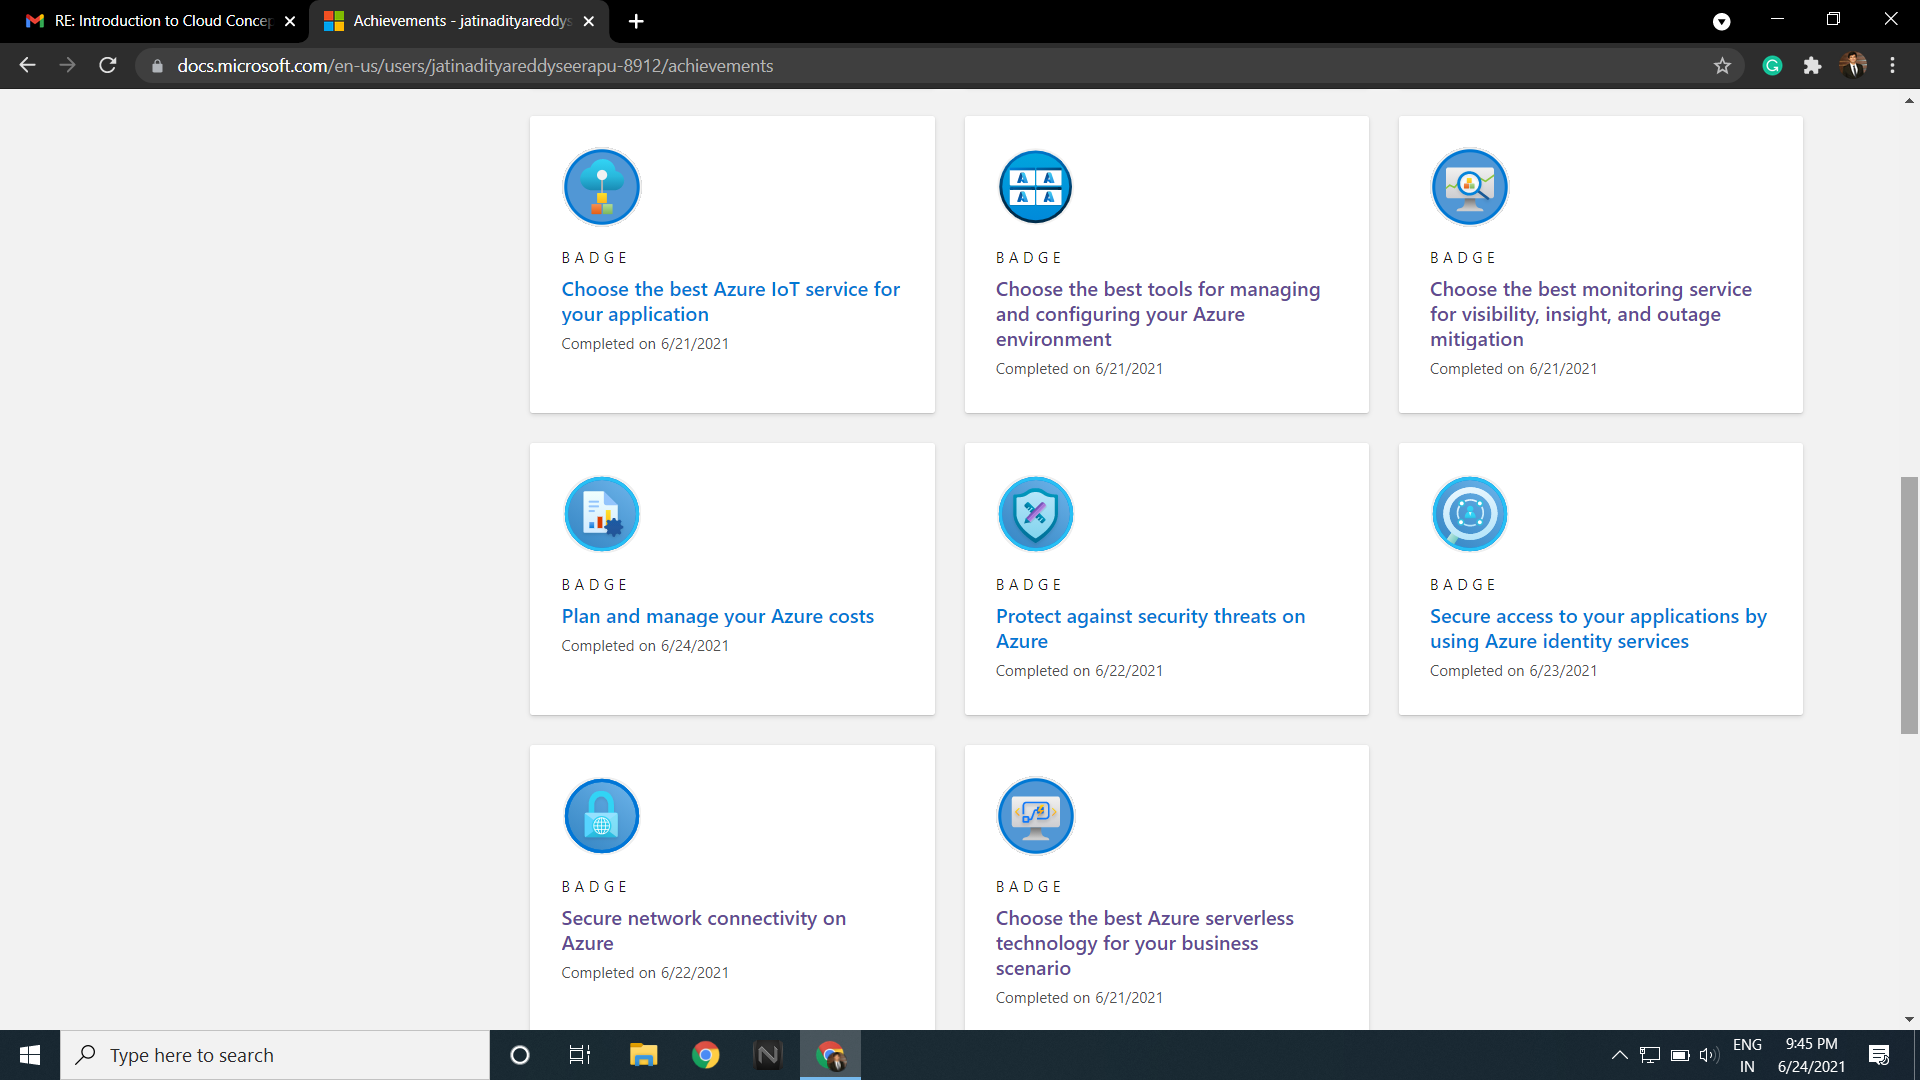 RE: Introduction to Cloud Conce
Achievements - jatinadityareddys
docs.microsoft.com/en-us/users/jatinadityareddyseerapu-8912/achievements
BADGE
Choose the best Azure IoT service for
your application
Completed on 6/21/2021
BADGE
Choose the best tools for managing
and configuring your Azure
environment
Completed on 6/21/2021
BADGE
Choose the best monitoring service
for visibility, insight, and outage
mitigation
Completed on 6/21/2021
BADGE
Plan and manage your Azure costs
Completed on 6/24/2021
BADGE
Protect against security threats on
Azure
Completed on 6/22/2021
BADGE
Secure access to your applications by
using Azure identity services
Completed on 6/23/2021
BADGE
Secure network connectivity on
Azure
Completed on 6/22/2021
BADGE
Choose the best Azure serverless
technology for your business
scenario
Completed on 6/21/2021
Type here to search
ENG
IN
9:45 PM
6/24/2021